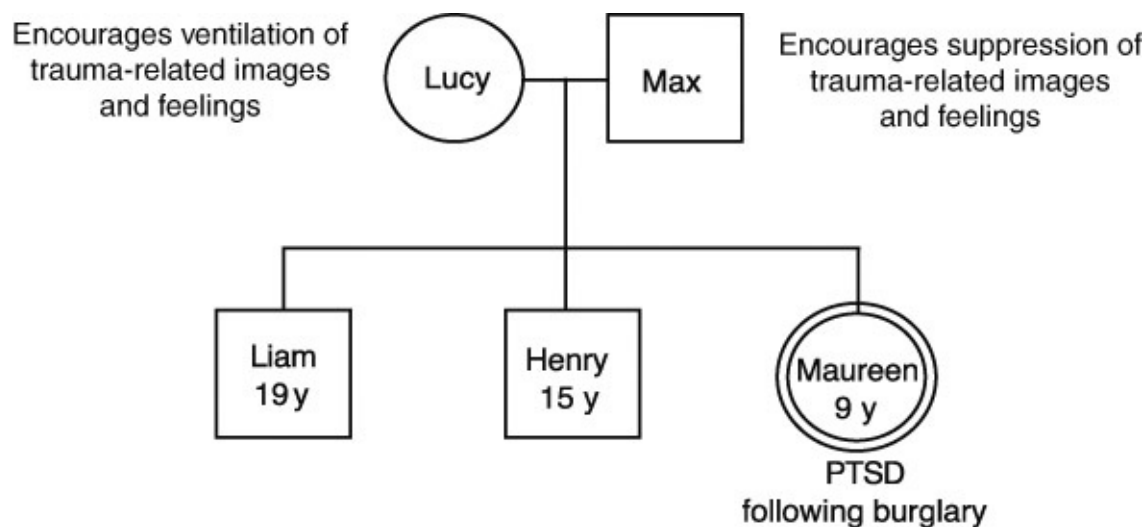 Encourages ventilation of
trauma-related images
and feelings
Lucy
Max
Encourages suppression of
trauma-related images
and feelings
Liam
19 y
Henry
15 y
Maureen
9 y
PTSD
following burglary